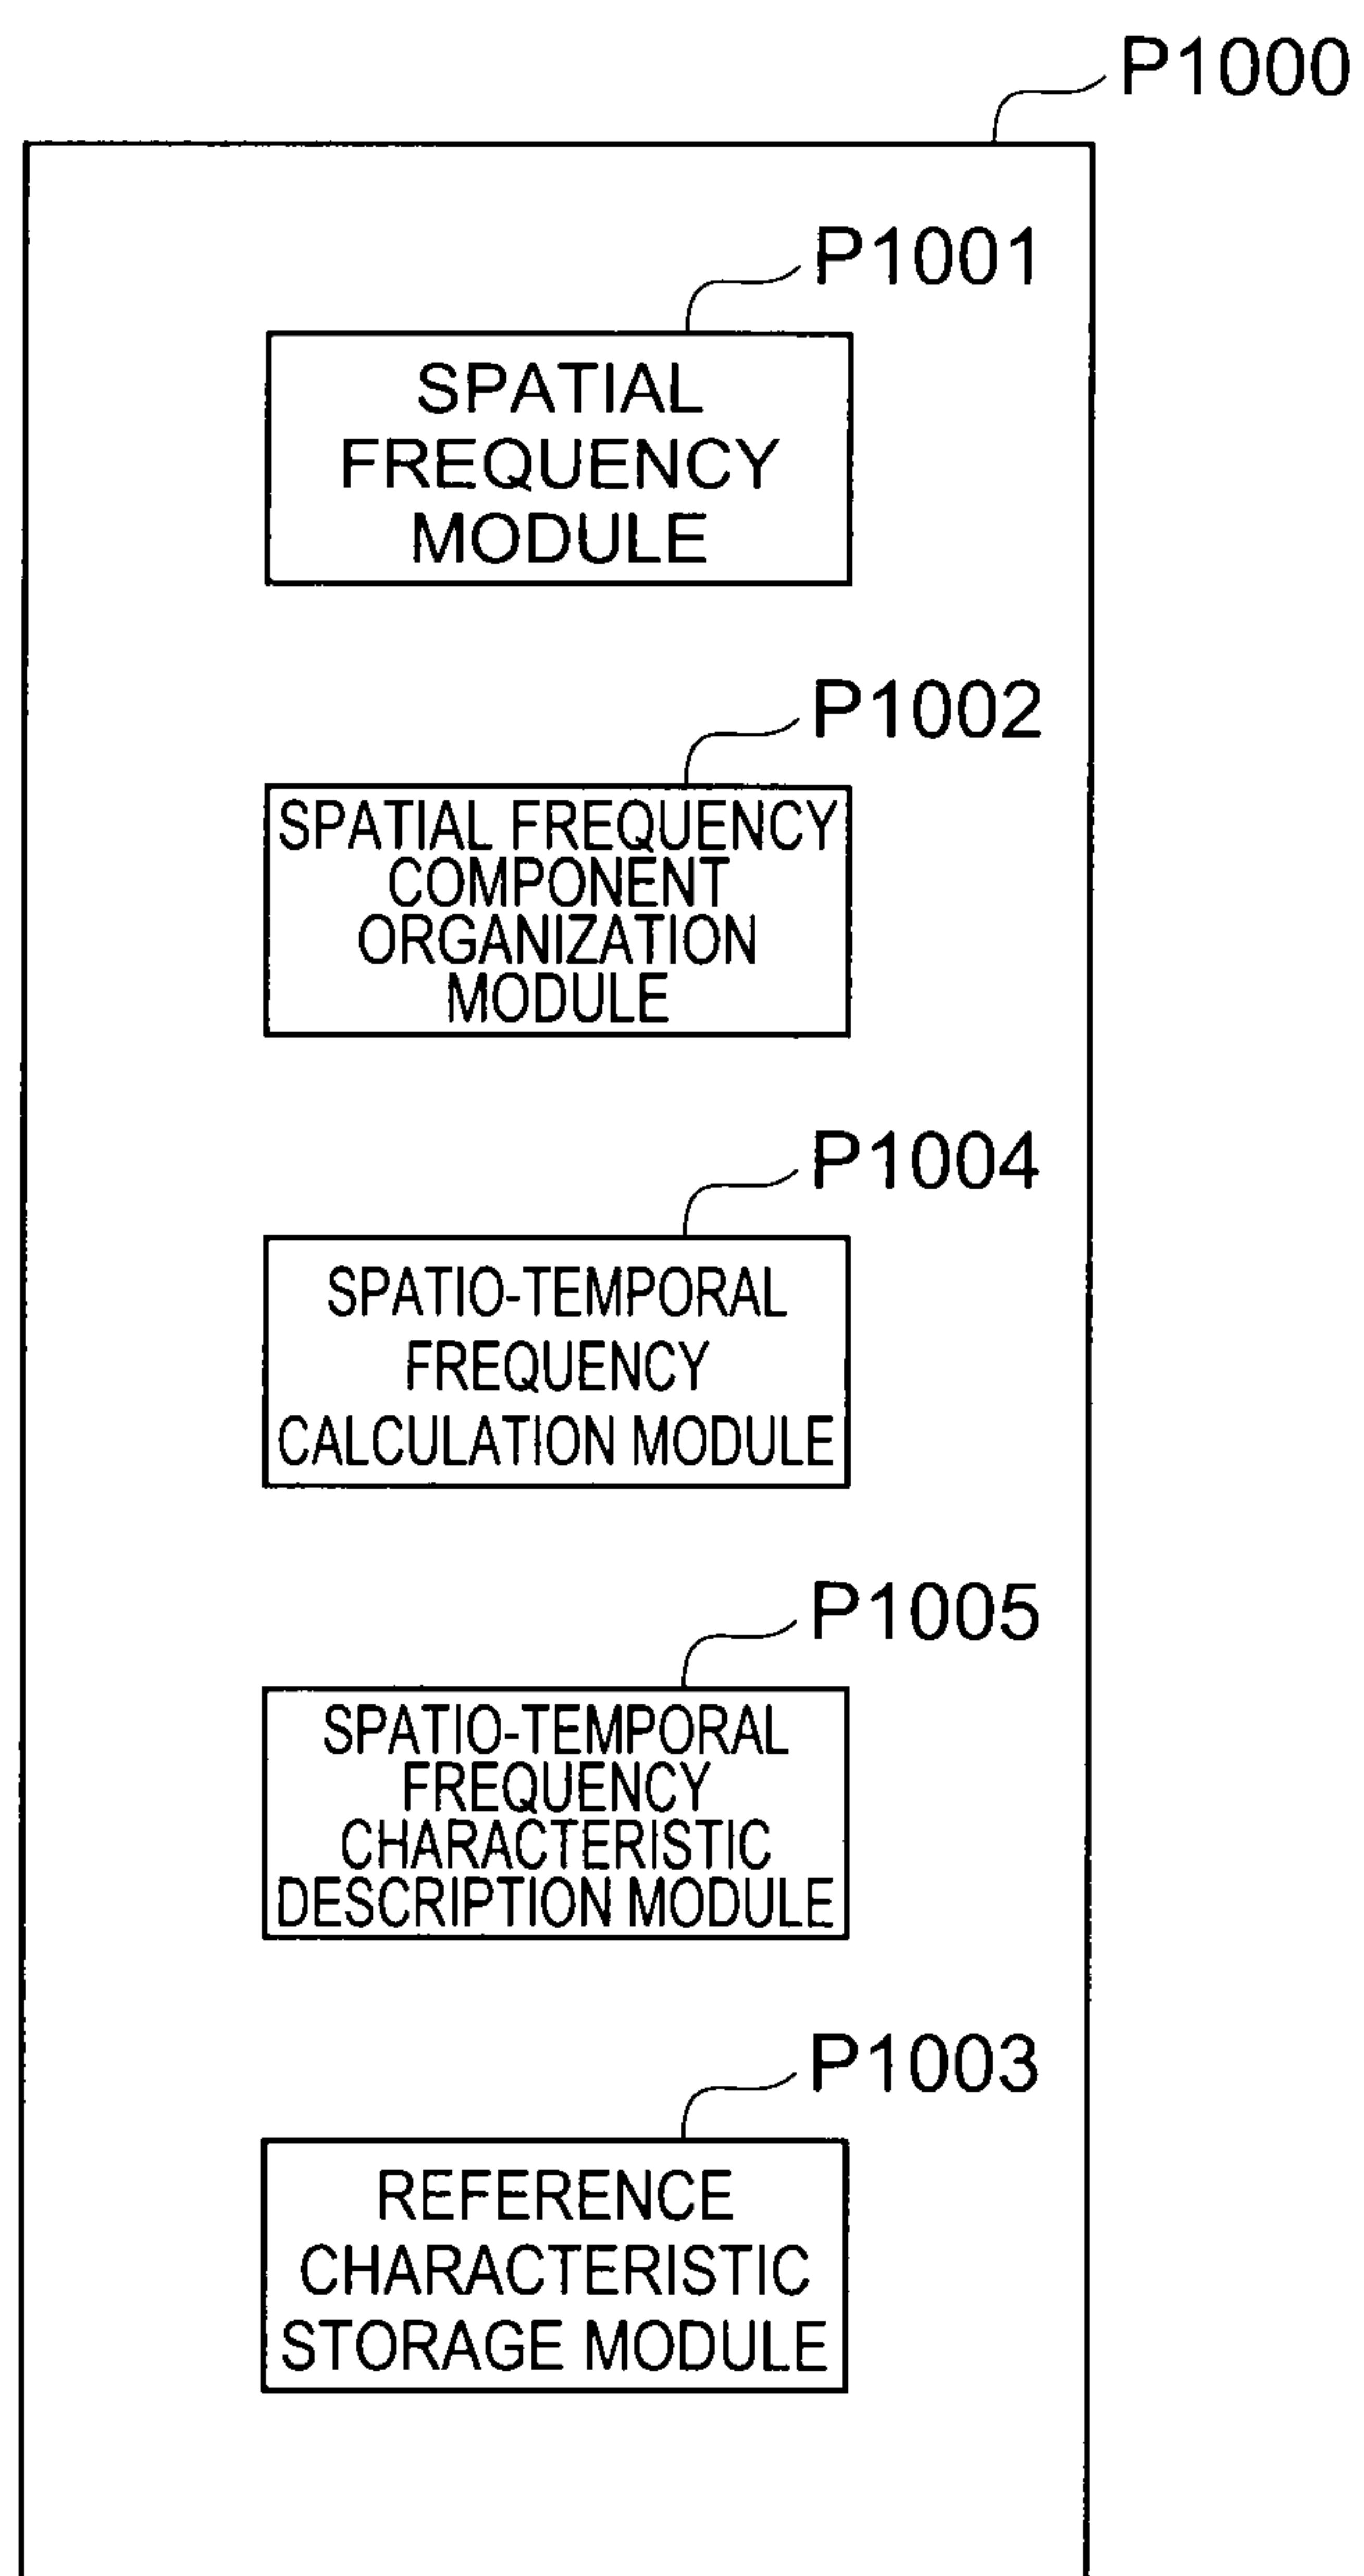 P1000
P1001
SPATIAL
FREQUENCY
MODULE
P1002
SPATIAL FREQUENCY
COMPONENT
ORGANIZATION
MODULE
P1004
SPATIO-TEMPORAL
FREQUENCY
CALCULATION MODULE
P1005
SPATIO-TEMPORAL
FREQUENCY
CHARACTERISTIC
DESCRIPTION MODULE
P1003
REFERENCE
CHARACTERISTIC
STORAGE MODULE